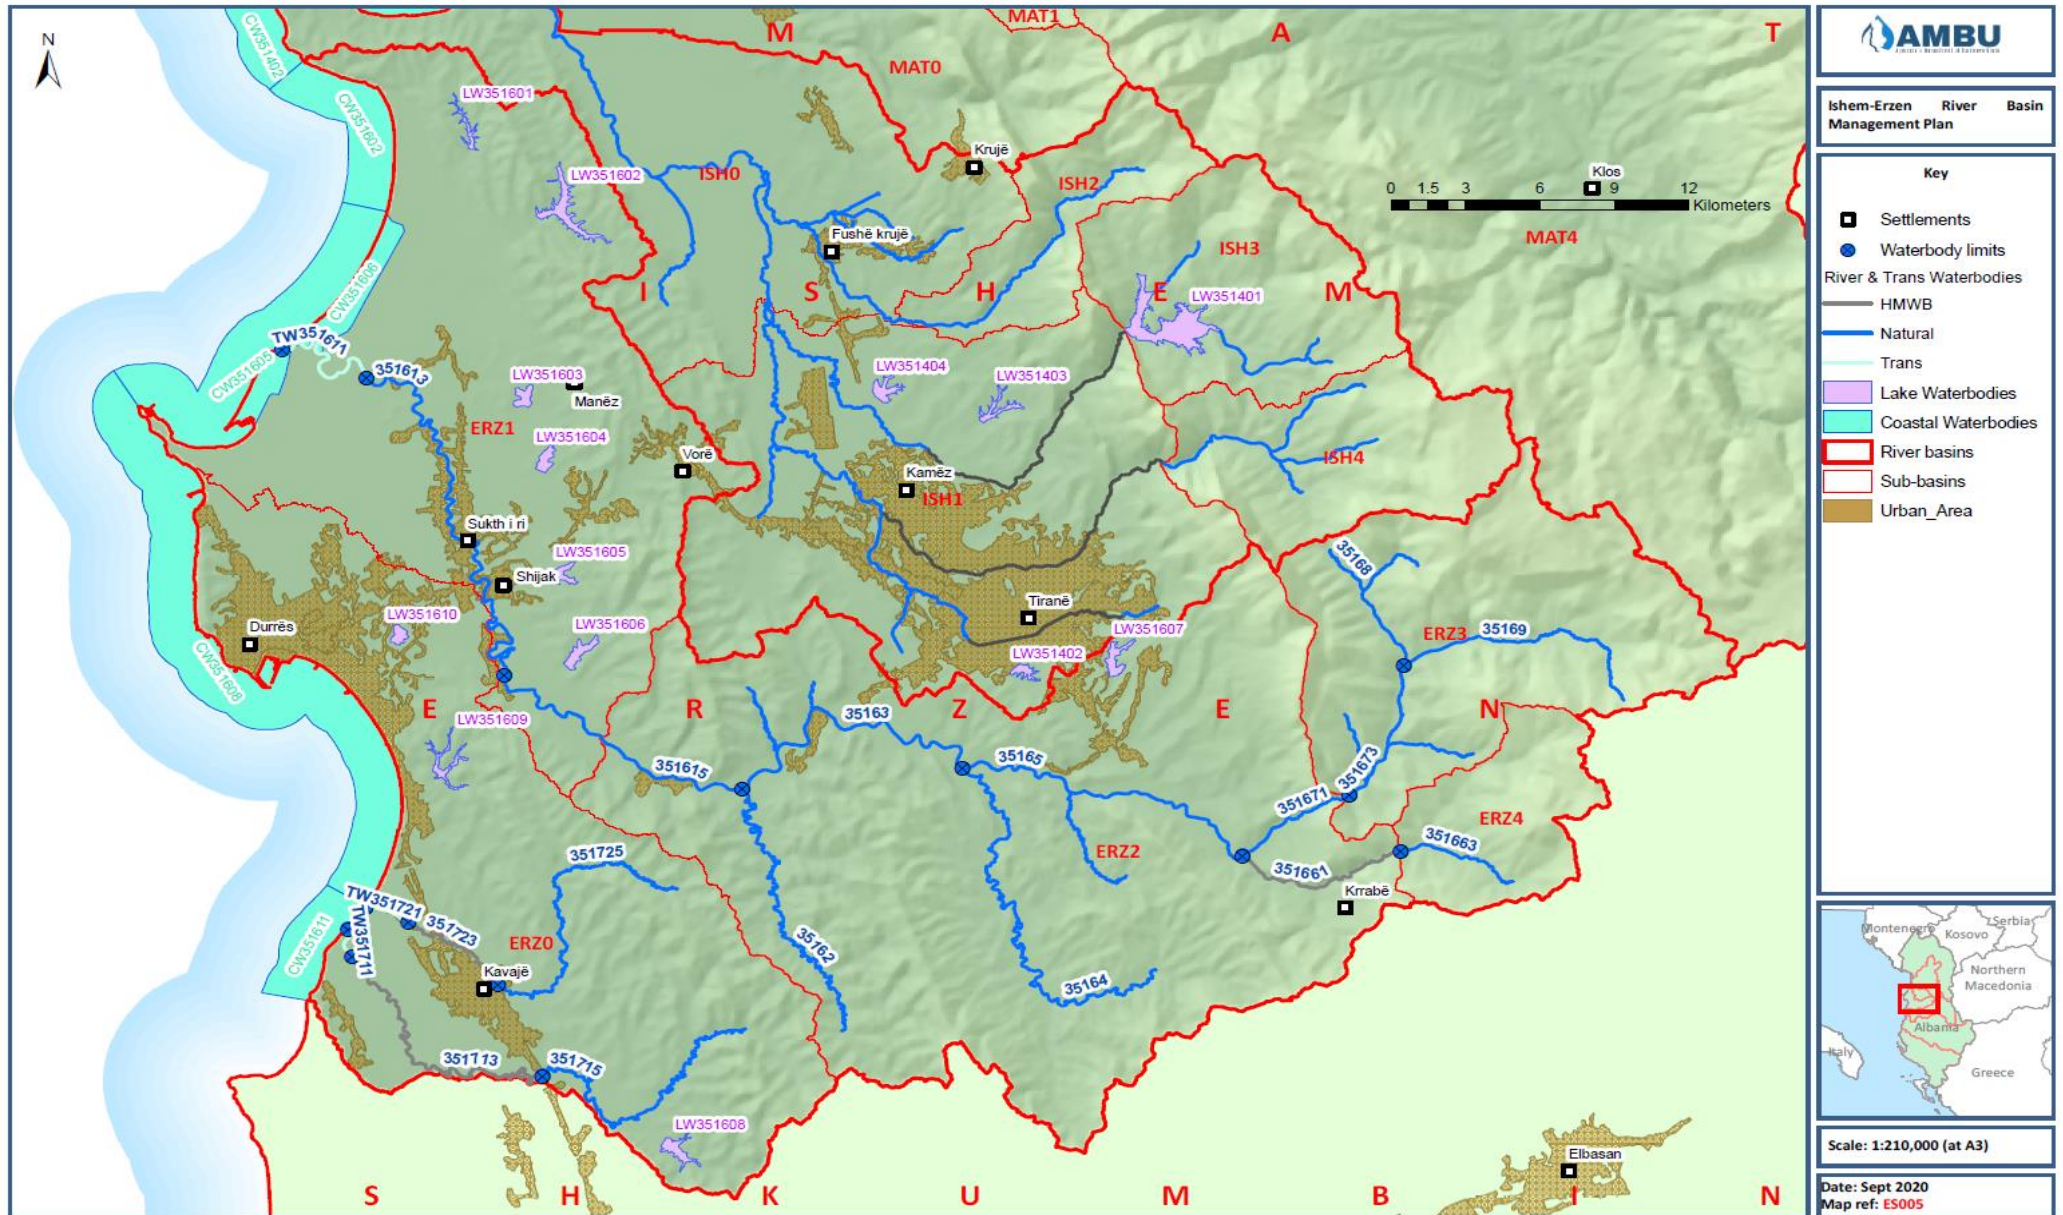 N
M
MAT1
A
T
MAT0
CW351402
LW351601
CW351602
Krujë
LW351602
ISH0
ISH2
Klos
0 1.5 3 6 9 12
Kilometers
Fushë krujë
MAT4
ISH3
CW351606
I
S
H
E
M
LW351401
TW351611
CW351605
351613
LW351603
Manëz
LW351404
LW351403
ERZ1
LW351604
Vorë
Kamëz
ISH1
ISH4
Sukth i ri
LW351605
Shijak
35168
LW351610
Durrës
LW351606
Tiranë
LW351607
LW351402
ERZ3
35169
CW351608
E
R
Z
E
N
LW351609
35163
351615
35165
351671
351673
ERZ4
351663
351725
ERZ2
351661
Krrabë
TW351721
351723
TW351711
CW351611
ERZ0
Kavajë
35162
35164
351713
351715
LW351608
Elbasan
S
H
K
U
M
B
I
N
AMBU
Ishem-Erzen River Basin
Management Plan
Key
Settlements
Waterbody limits
River & Trans Waterbodies
HMWB
Natural
Trans
Lake Waterbodies
Coastal Waterbodies
River basins
Sub-basins
Urban_Area
Montenegro
Serbia
Kosovo
Northern
Macedonia
Albania
Italy
Greece
Scale: 1:210,000 (at A3)
Date: Sept 2020
Map ref: ES005